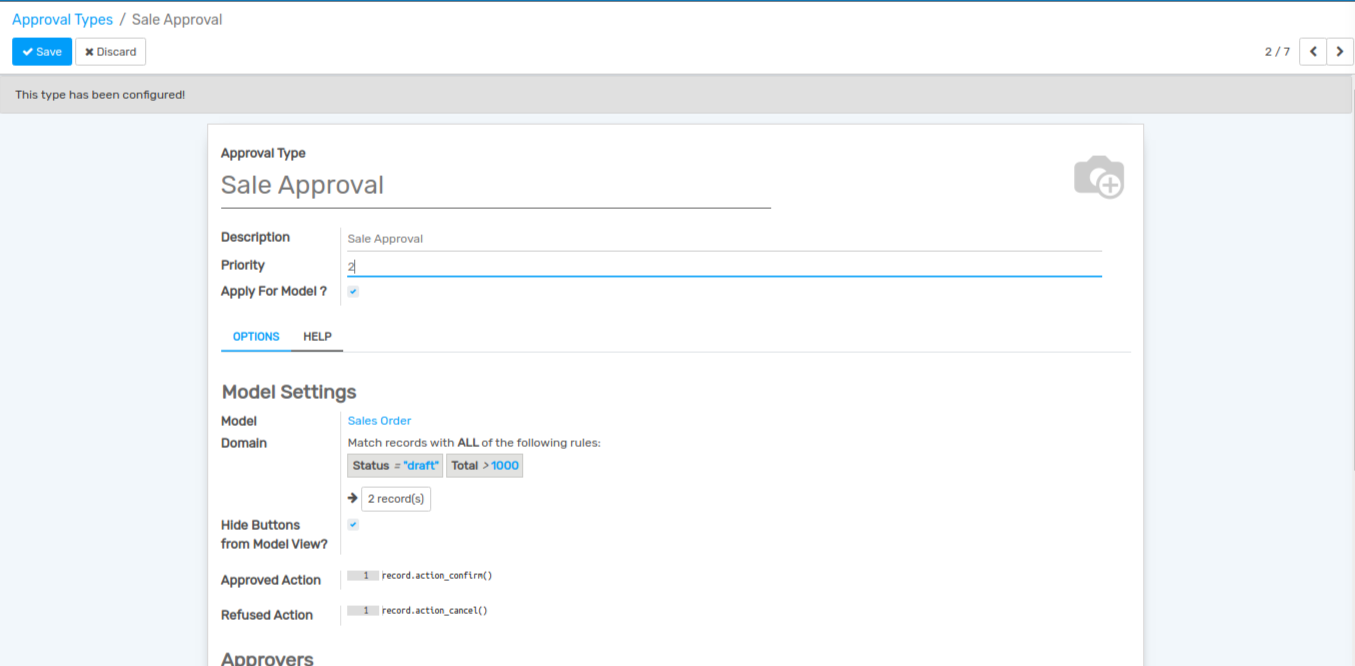 Approval Types / Sale Approval
Save Discard 2 / 7
This type has been configured!
Approval Type
Sale Approval
Description Sale Approval
Priority 2
Apply For Model ?
OPTIONS HELP
Model Settings
Model Sales Order
Domain Match records with ALL of the following rules:
Status = "draft" Total > 1000
2 record(s)
Hide Buttons
from Model View?
Approved Action 1 record.action_confirm()
Refused Action 1 record.action_cancel()
Approvers